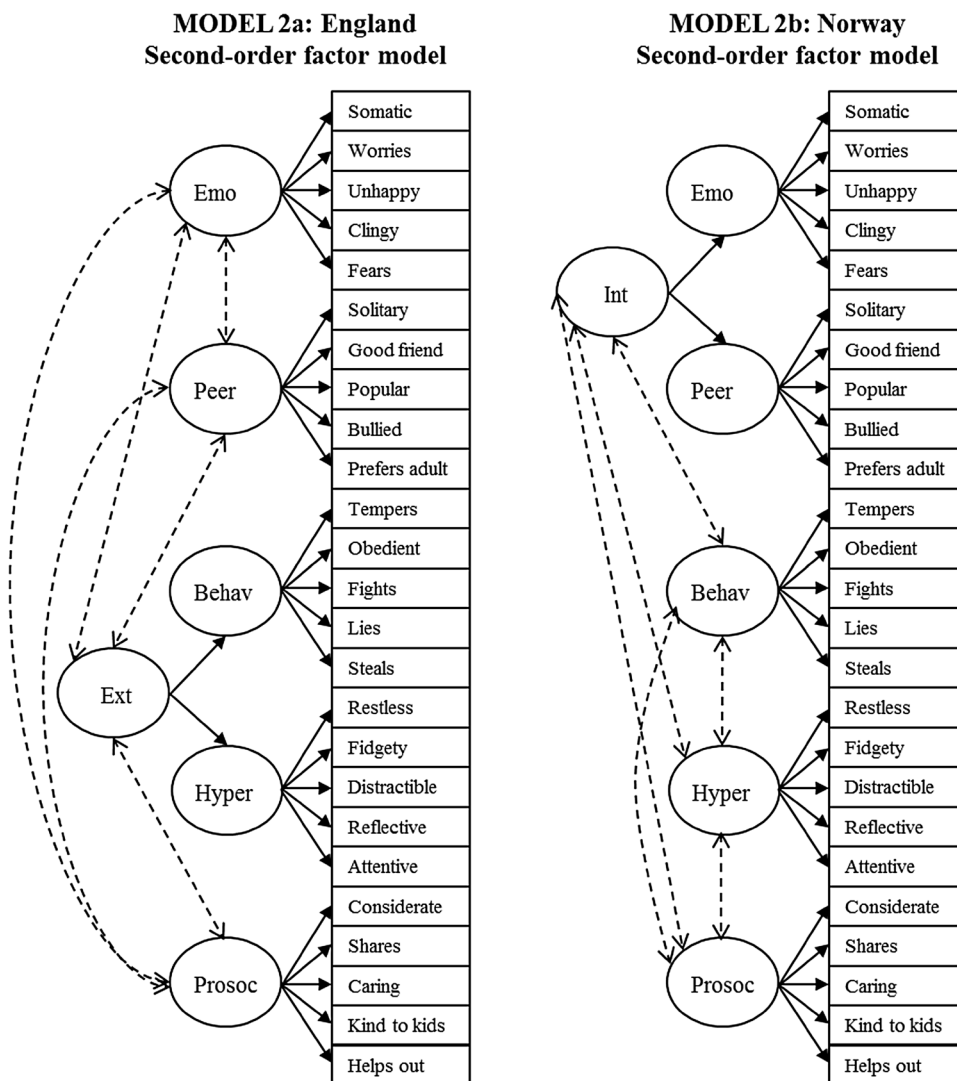 MODEL 2a: England
Second-order factor model
Somatic
Worries
Unhappy
Clingy
Fears
Solitary
Good friend
Popular
Bullied
Prefers adult
Tempers
Obedient
Fights
Lies
Steals
Restless
Fidgety
Distractible
Reflective
Attentive
Considerate
Shares
Caring
Kind to kids
Helps out
Emo
Peer
Behav
Ext
Hyper
Prosoc
MODEL 2b: Norway
Second-order factor model
Somatic
Worries
Unhappy
Clingy
Fears
Solitary
Good friend
Popular
Bullied
Prefers adult
Tempers
Obedient
Fights
Lies
Steals
Restless
Fidgety
Distractible
Reflective
Attentive
Considerate
Shares
Caring
Kind to kids
Helps out
Emo
Int
Peer
Behav
Hyper
Prosoc